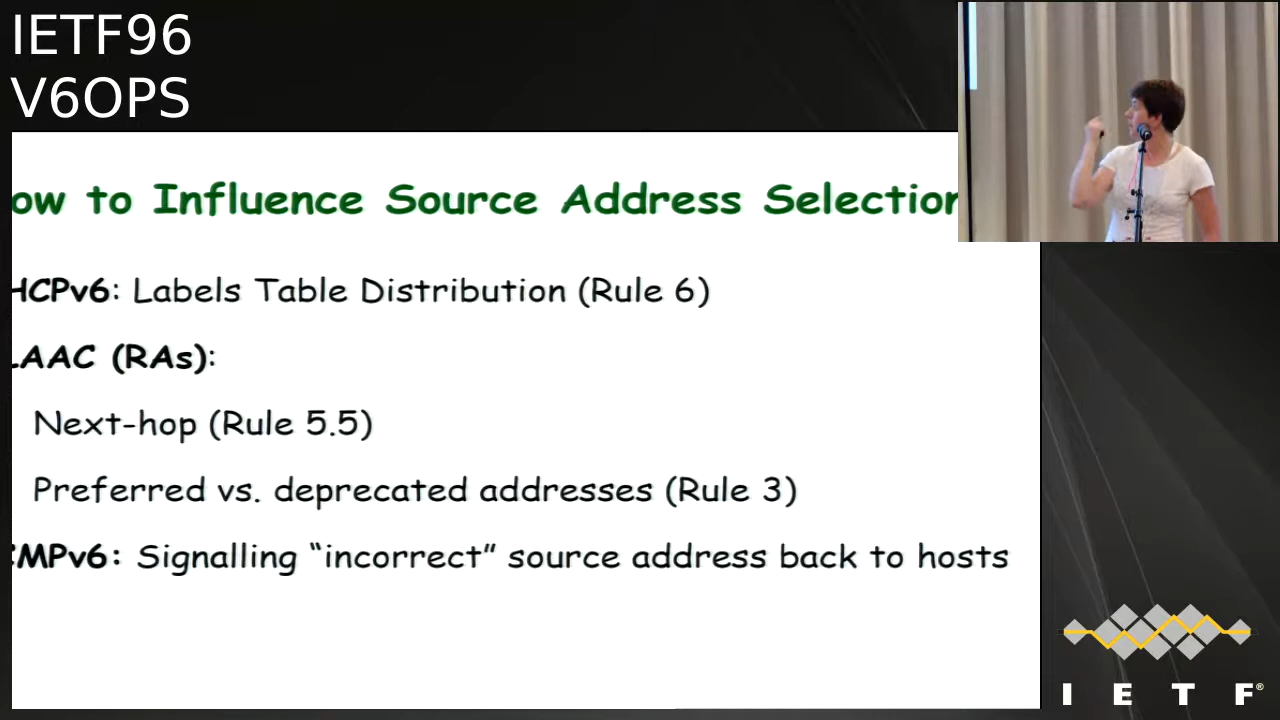 IETF96
V6OPS
ow to Influence Source Address Selection
HCPv6: Labels Table Distribution (Rule 6)
LAAC (RAs):
Next-hop (Rule 5.5)
Preferred vs. deprecated addresses (Rule 3)
CMPv6: Signalling “incorrect” source address back to hosts
I E T F®